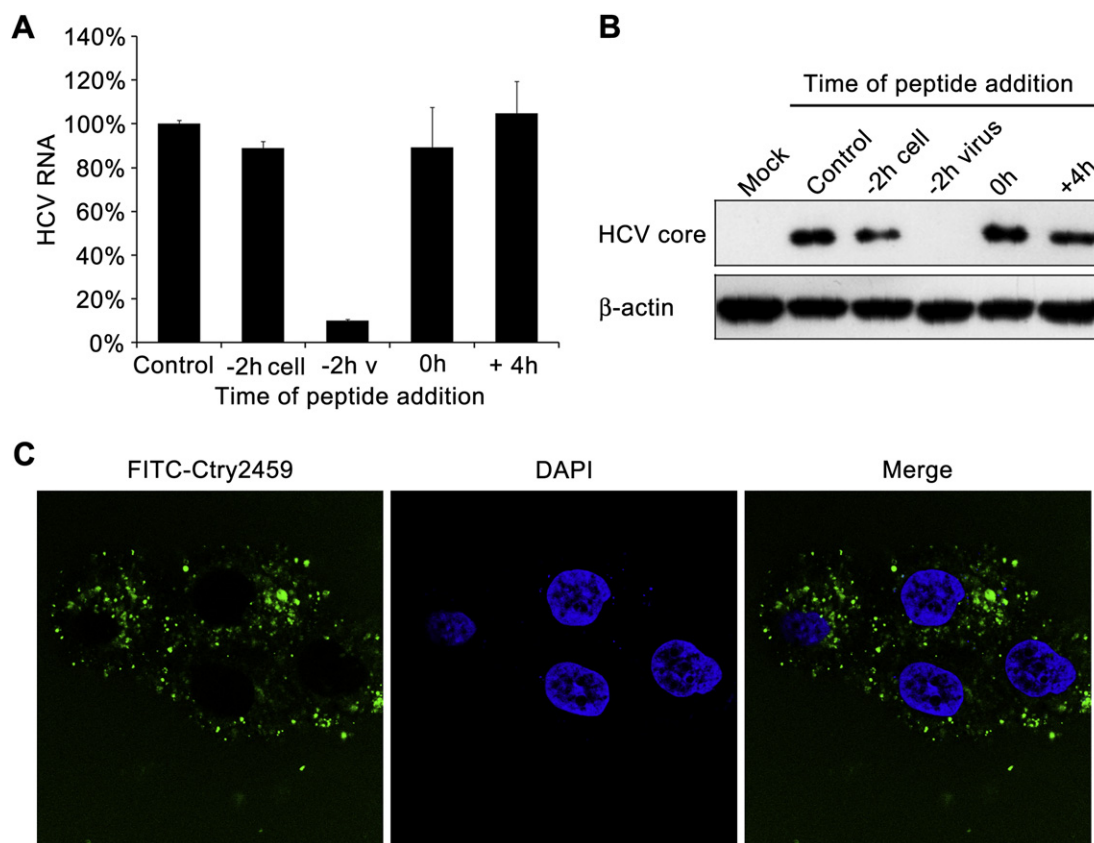 A
140%
120%
100%
80%
60%
40%
20%
0%
HCV RNA
Control -2h cell -2h v 0h + 4h
Time of peptide addition
B
Time of peptide addition
Mock Control -2h cell -2h virus 0h +4h
HCV core
β-actin
C
FITC-Ctry2459 DAPI Merge